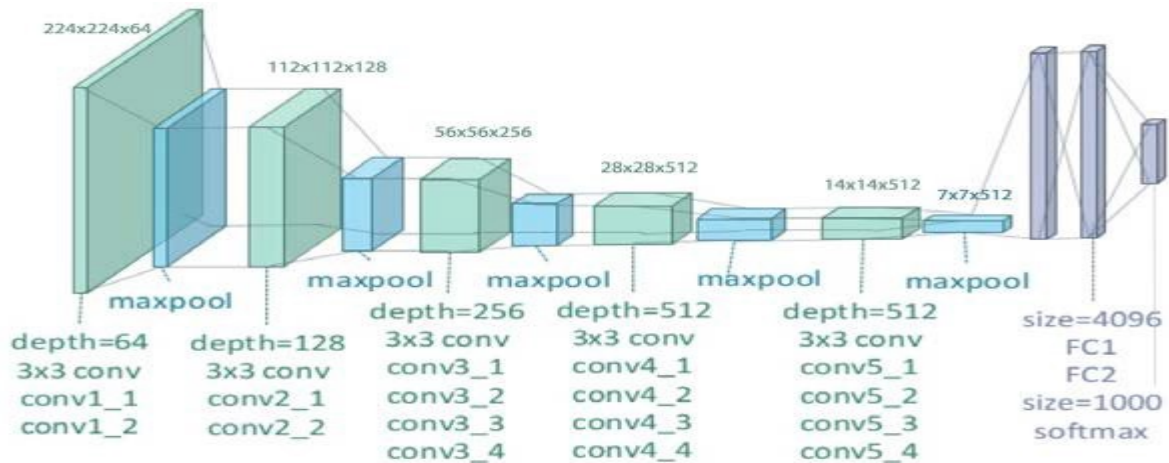 224x224x64
112x112x128
56x56x256
28x28x512
14x14x512
7x7x512
maxpool
maxpool
maxpool
maxpool
maxpool
depth=64
3x3 conv
conv1_1
conv1_2
depth=128
3x3 conv
conv2_1
conv2_2
depth=256
3x3 conv
conv3_1
conv3_2
conv3_3
conv3_4
depth=512
3x3 conv
conv4_1
conv4_2
conv4_3
conv4_4
depth=512
3x3 conv
conv5_1
conv5_2
conv5_3
conv5_4
size=4096
FC1
FC2
size=1000
softmax